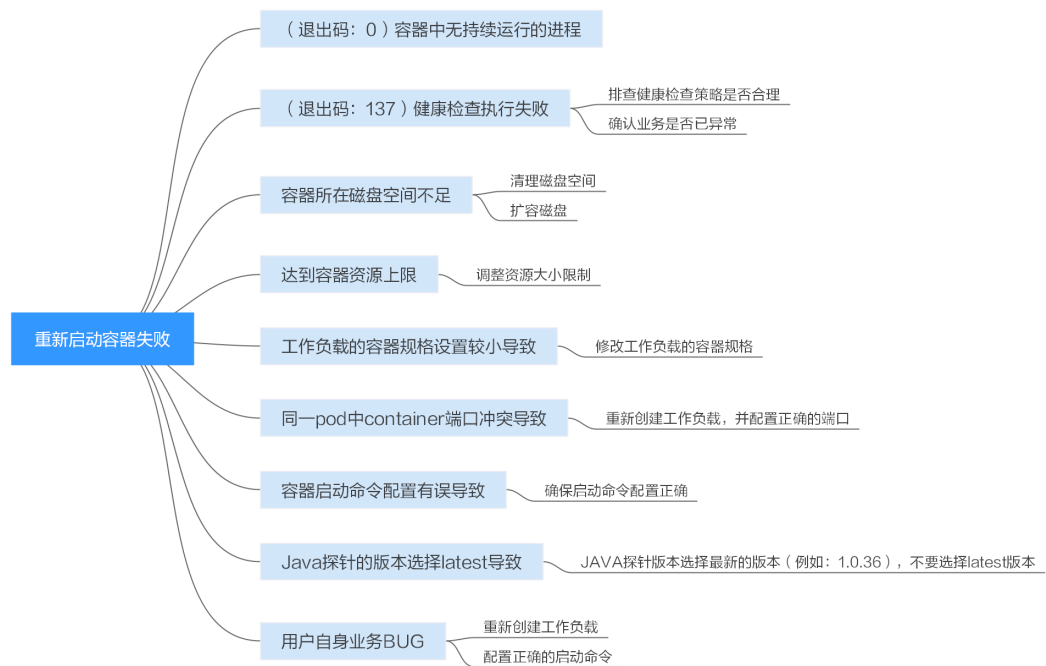 重新启动容器失败
（退出码：0）容器中无持续运行的进程
（退出码：137）健康检查执行失败
排查健康检查策略是否合理
确认业务是否已异常
容器所在磁盘空间不足
清理磁盘空间
扩容磁盘
达到容器资源上限
调整资源大小限制
工作负载的容器规格设置较小导致
修改工作负载的容器规格
同一pod中container端口冲突导致
重新创建工作负载，并配置正确的端口
容器启动命令配置有误导致
确保启动命令配置正确
Java探针的版本选择latest导致
JAVA探针版本选择最新的版本（例如：1.0.36），不要选择latest版本
用户自身业务BUG
重新创建工作负载
配置正确的启动命令